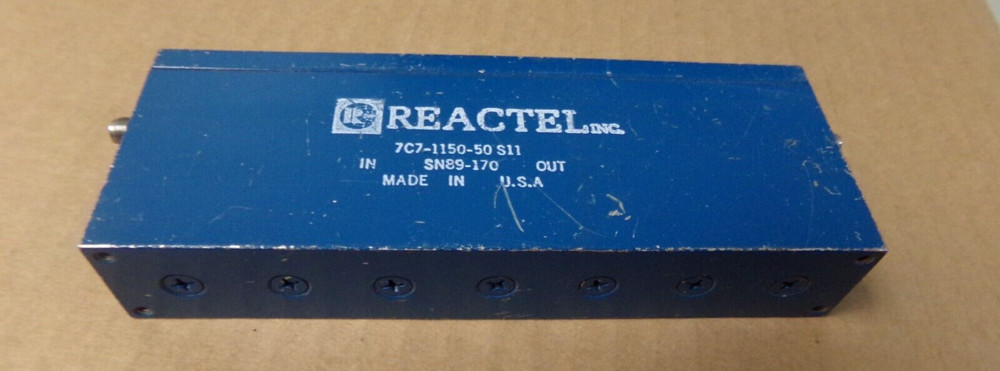 REACTEL INC.
7C7-1150-50 S11
IN SN89-170 OUT
MADE IN U.S.A